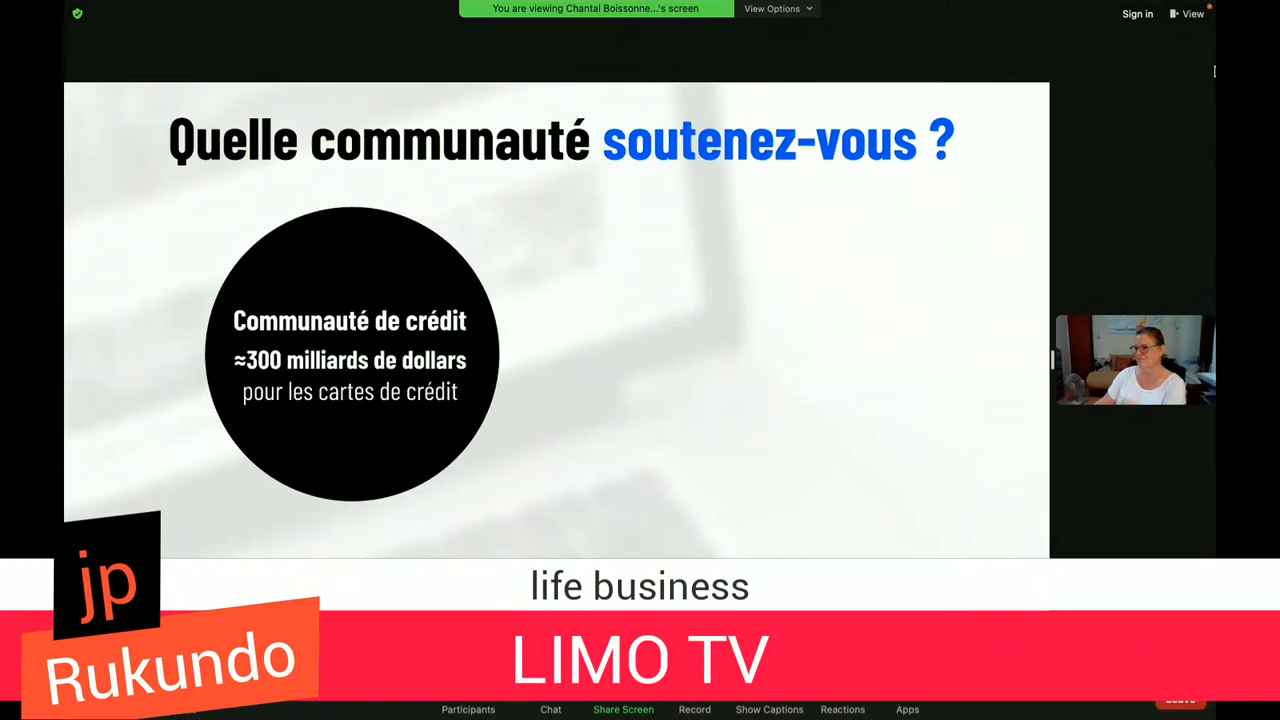 You are viewing Chantal Boissonne...'s screen
View Options
Sign in
View
Quelle communauté soutenez-vous ?
Communauté de crédit
≈300 milliards de dollars
pour les cartes de crédit
jp
Rukundo
life business
LIMO TV
Leave
Participants
Chat
Share Screen
Record
Show Captions
Reactions
Apps